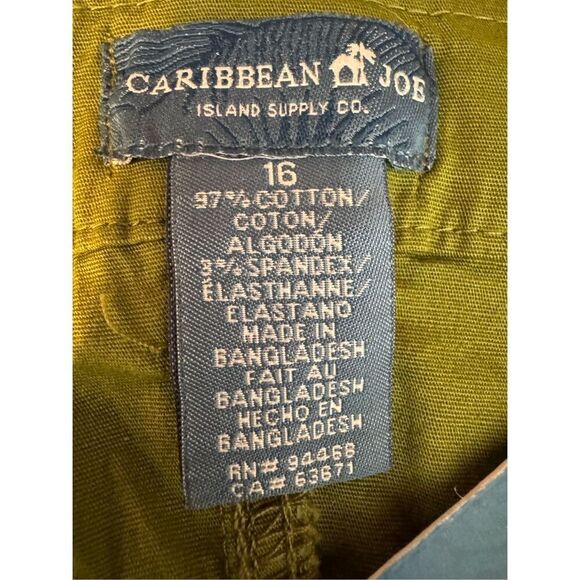 CARIBBEAN JOE
ISLAND SUPPLY CO.
16
97% COTTON/
COTON/
ALGODÓN
3% SPANDEX/
ÉLASTHANNE/
ELASTANO
MADE IN
BANGLADESH
FAIT AU
BANGLADESH
HECHO EN
BANGLADESH
RN# 94468
CA# 63671